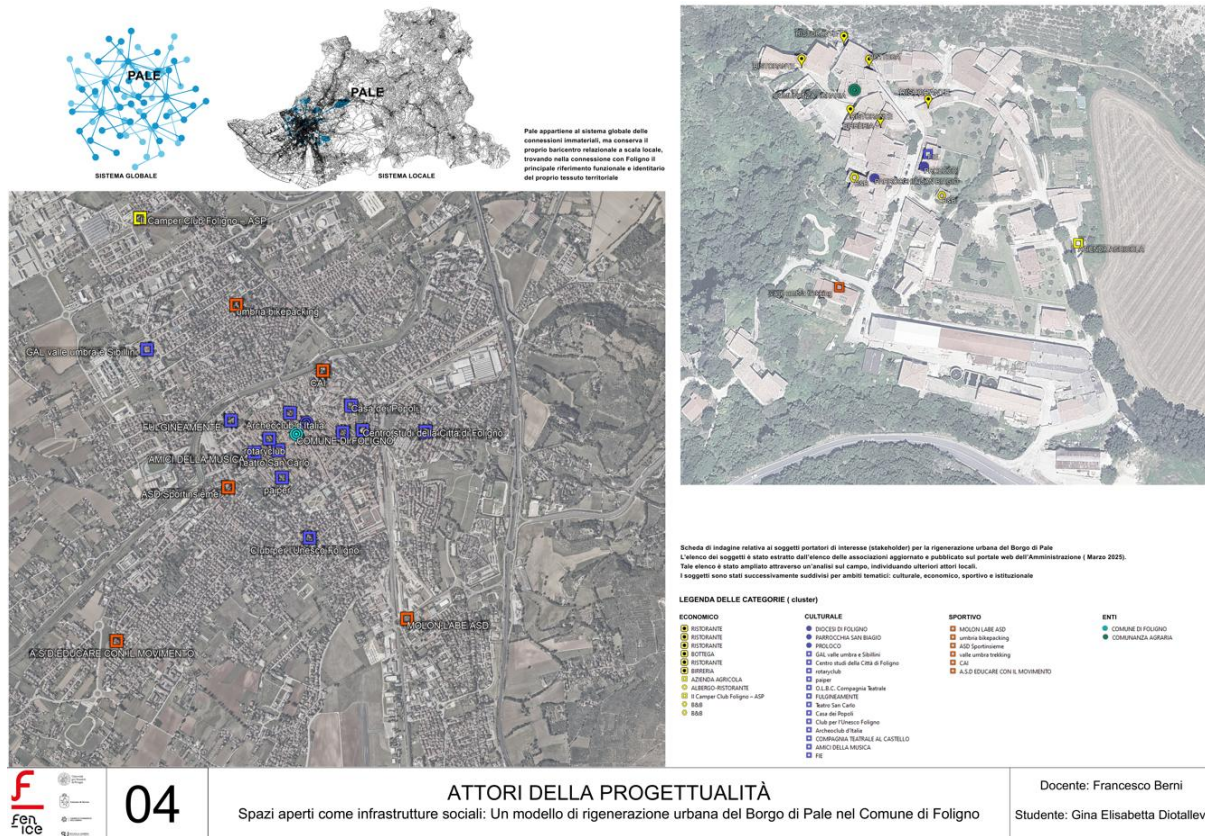 PALE
SISTEMA GLOBALE
PALE
SISTEMA LOCALE
Pale appartiene al sistema globale delle
connessioni immateriali, ma conserva il
proprio baricentro relazionale a scala locale,
trovando nella connessione con Foligno il
principale riferimento funzionale e identitario
del proprio tessuto territoriale
Il Camper Club Foligno – ASP
umbria bikepacking
GAL valle umbra e Sibillini
CAI
Casa dei Popoli
FULGINEAMENTE
Archeoclub d'Italia
Centro studi della Città di Foligno
COMUNE DI FOLIGNO
rotaryclub
AMICI DELLA MUSICA
Teatro San Carlo
paiper
ASD Sportinsieme
Club per l'Unesco Foligno
MOLON LABE ASD
A.S.D EDUCARE CON IL MOVIMENTO
RISTORANTE
RISTORANTE
AZIENDA AGRICOLA
valle umbra trekking
Scheda di indagine relativa ai soggetti portatori di interesse (stakeholder) per la rigenerazione urbana del Borgo di Pale
L'elenco dei soggetti è stato estratto dall'elenco delle associazioni aggiornato e pubblicato sul portale web dell'Amministrazione ( Marzo 2025).
Tale elenco è stato ampliato attraverso un'analisi sul campo, individuando ulteriori attori locali.
I soggetti sono stati successivamente suddivisi per ambiti tematici: culturale, economico, sportivo e istituzionale
LEGENDA DELLE CATEGORIE ( cluster)
ECONOMICO
RISTORANTE
RISTORANTE
RISTORANTE
BOTTEGA
RISTORANTE
BIRRERIA
AZIENDA AGRICOLA
ALBERGO-RISTORANTE
Il Camper Club Foligno – ASP
B&B
B&B
CULTURALE
DIOCESI DI FOLIGNO
PARROCCHIA SAN BIAGIO
PROLOCO
GAL valle umbra e Sibillini
Centro studi della Città di Foligno
rotaryclub
paiper
O.L.B.C. Compagnia Teatrale
FULGINEAMENTE
Teatro San Carlo
Casa dei Popoli
Club per l'Unesco Foligno
Archeoclub d'Italia
COMPAGNIA TEATRALE AL CASTELLO
AMICI DELLA MUSICA
FIE
SPORTIVO
MOLON LABE ASD
umbria bikepacking
ASD Sportinsieme
valle umbra trekking
CAI
A.S.D EDUCARE CON IL MOVIMENTO
ENTI
COMUNE DI FOLIGNO
COMUNANZA AGRARIA
fen
ice
04
ATTORI DELLA PROGETTUALITÀ
Spazi aperti come infrastrutture sociali: Un modello di rigenerazione urbana del Borgo di Pale nel Comune di Foligno
Docente: Francesco Berni
Studente: Gina Elisabetta Diotallev